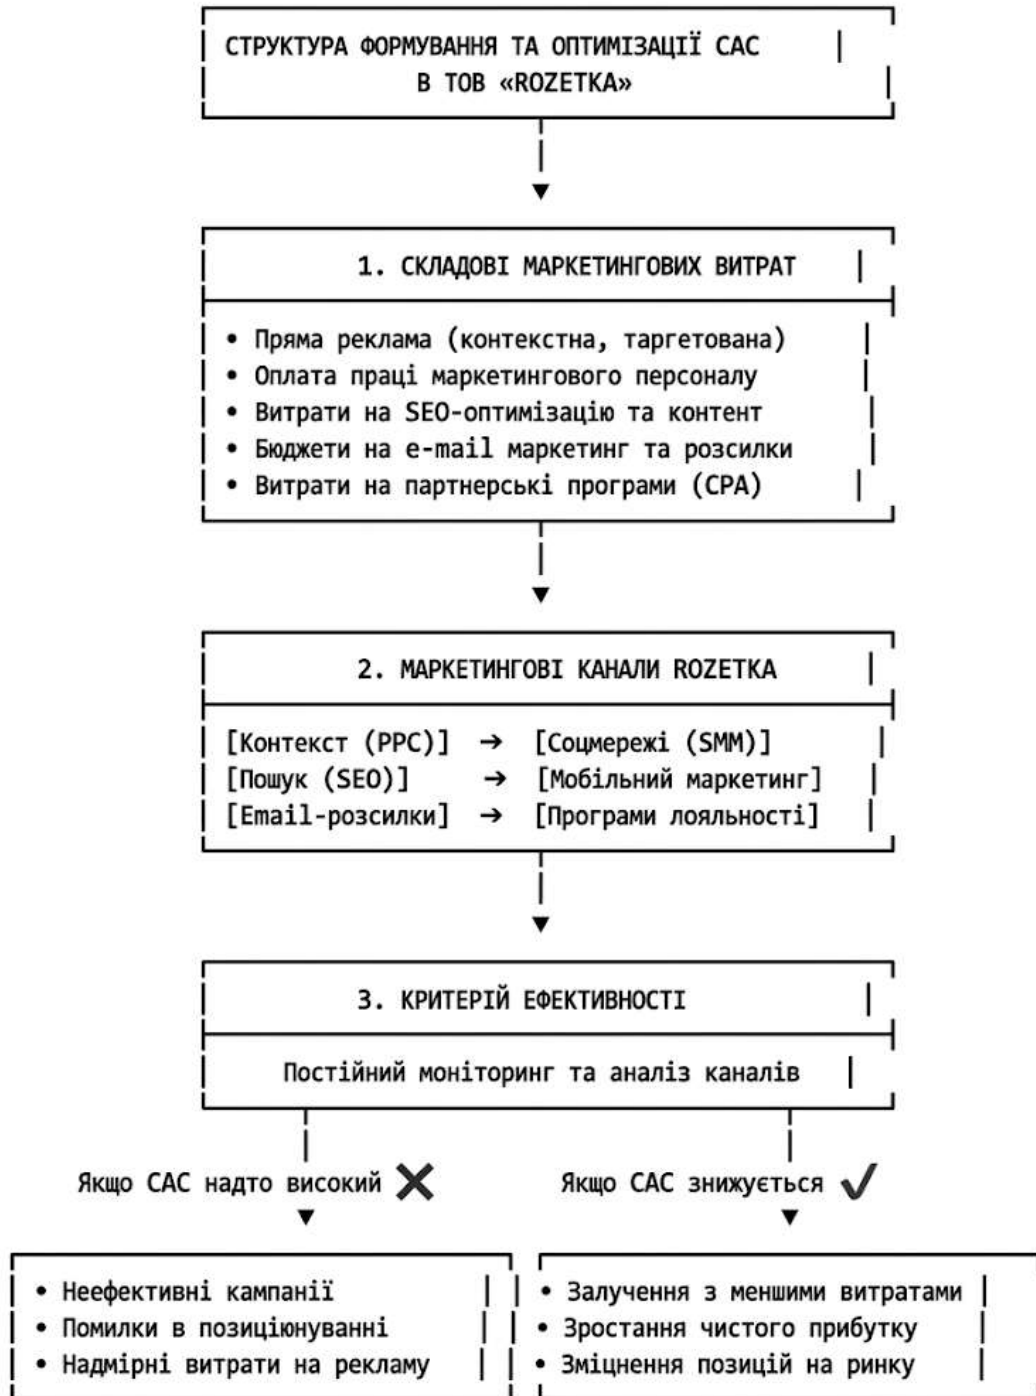 СТРУКТУРА ФОРМУВАННЯ ТА ОПТИМІЗАЦІЇ CAC
В ТОВ «ROZETKA»
1. СКЛАДОВІ МАРКЕТИНГОВИХ ВИТРАТ
• Пряма реклама (контекстна, таргетована)
• Оплата праці маркетингового персоналу
• Витрати на SEO-оптимізацію та контент
• Бюджети на e-mail маркетинг та розсилки
• Витрати на партнерські програми (CPA)
2. МАРКЕТИНГОВІ КАНАЛИ ROZETKA
[Контекст (PPC)] → [Соцмережі (SMM)]
[Пошук (SEO)] → [Мобільний маркетинг]
[Email-розсилки] → [Програми лояльності]
3. КРИТЕРІЙ ЕФЕКТИВНОСТІ
Постійний моніторинг та аналіз каналів
Якщо CAC надто високий ✖
Якщо CAC знижується ✔
• Неефективні кампанії
• Помилки в позиціюнуванні
• Надмірні витрати на рекламу
• Залучення з меншими витратами
• Зростання чистого прибутку
• Зміцнення позицій на ринку